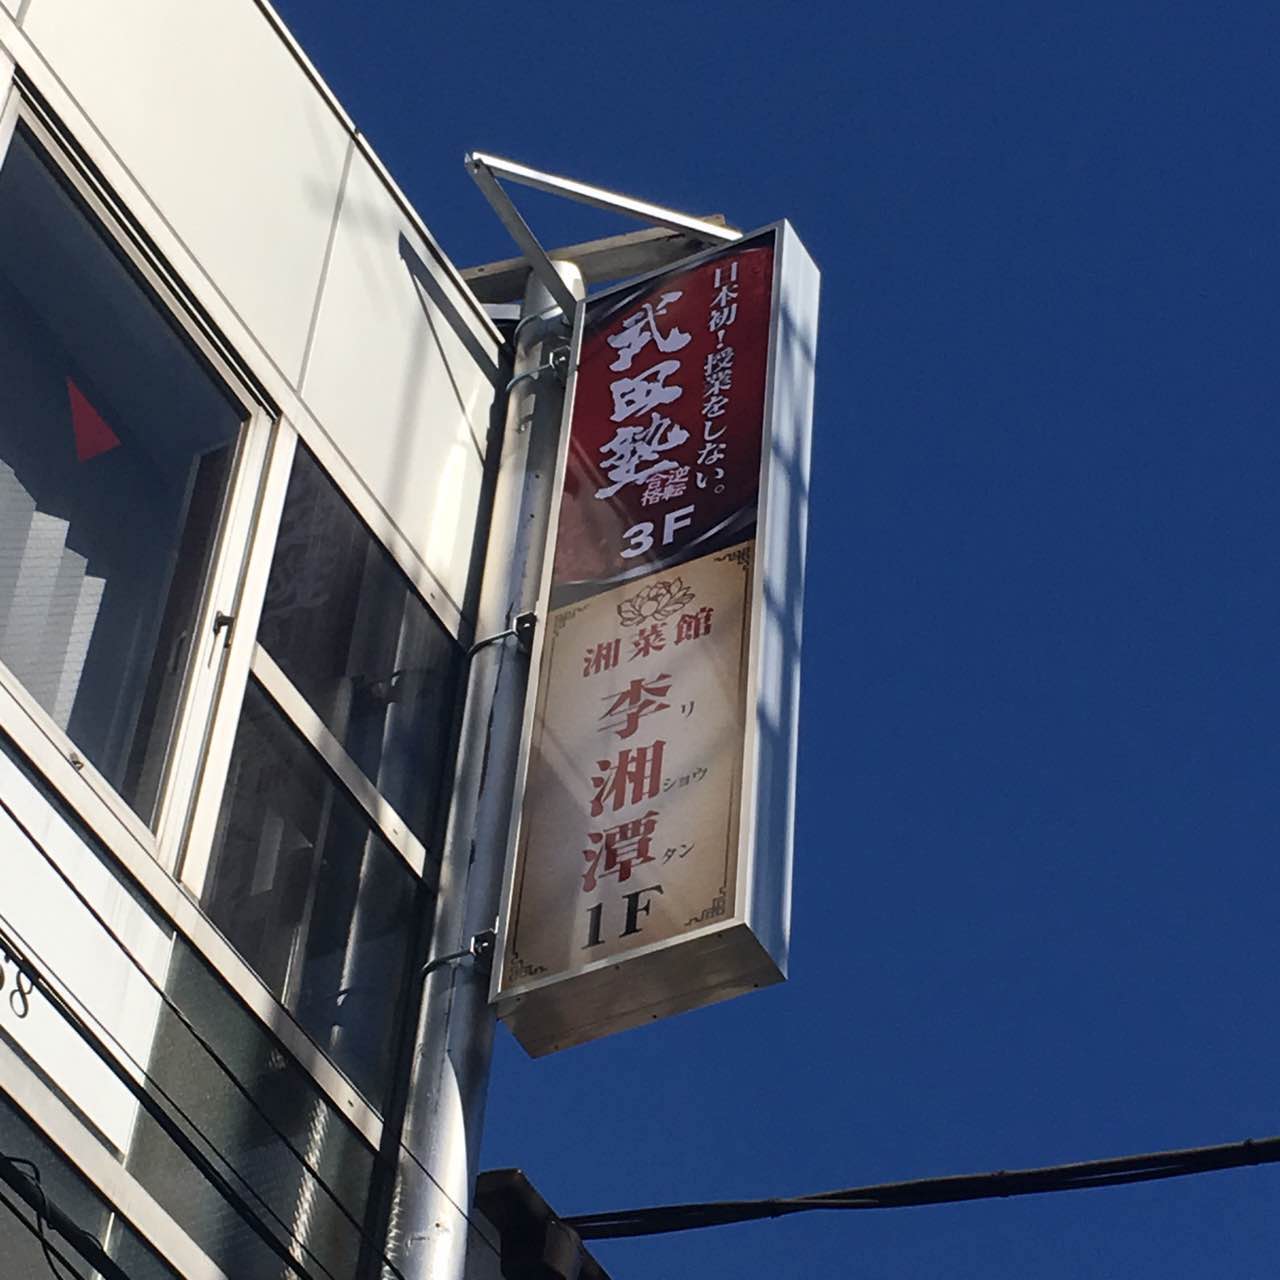 日本初！授業をしない。
武田塾
逆転
合格
3F
湘菜館
李湘潭
リショウタン
1F